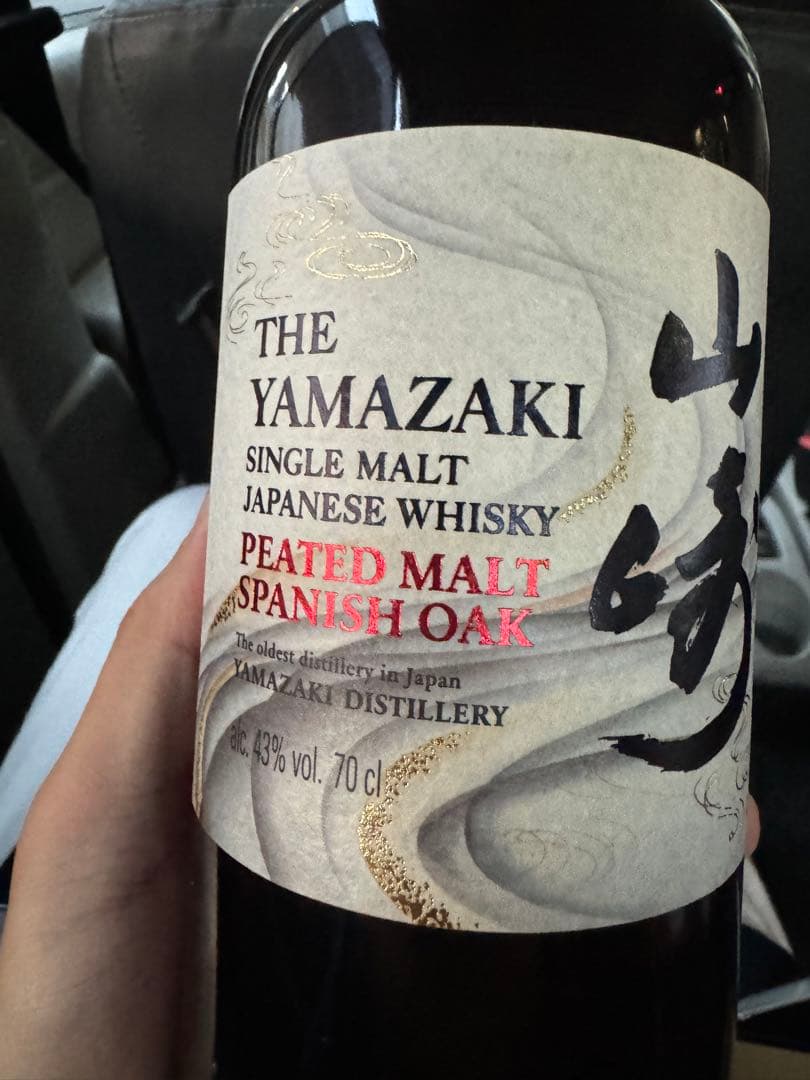 THE
YAMAZAKI
SINGLE MALT
JAPANESE WHISKY
PEATED MALT
SPANISH OAK
The oldest distillery in Japan
YAMAZAKI DISTILLERY
alc. 43% vol. 70 cl
山崎